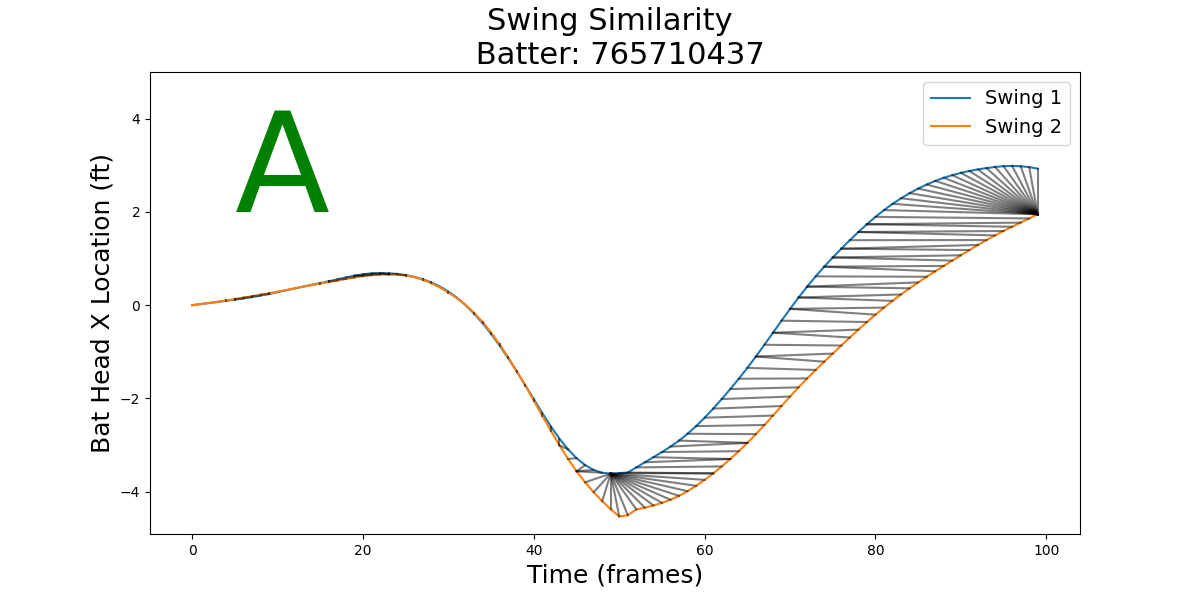 Swing Similarity
Batter: 765710437
A
Swing 1
Swing 2
Bat Head X Location (ft)
4
2
0
−2
−4
0 20 40 60 80 100
Time (frames)